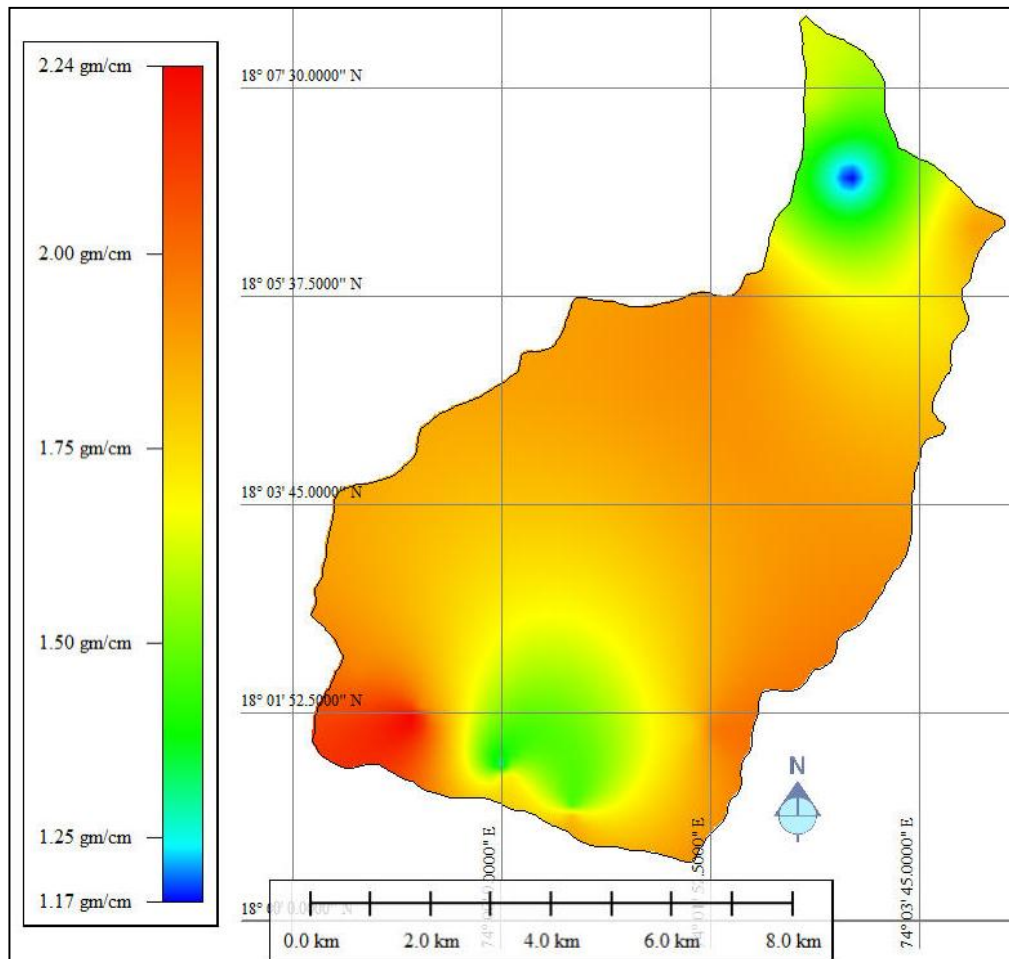 2.24 gm/cm
2.00 gm/cm
1.75 gm/cm
1.50 gm/cm
1.25 gm/cm
1.17 gm/cm
18° 07' 30.0000" N
18° 05' 37.5000" N
18° 03' 45.0000" N
18° 01' 52.5000" N
N
0.0000" E
5000" E
74° 03' 45.0000" E
0.0 km
2.0 km
4.0 km
6.0 km
8.0 km